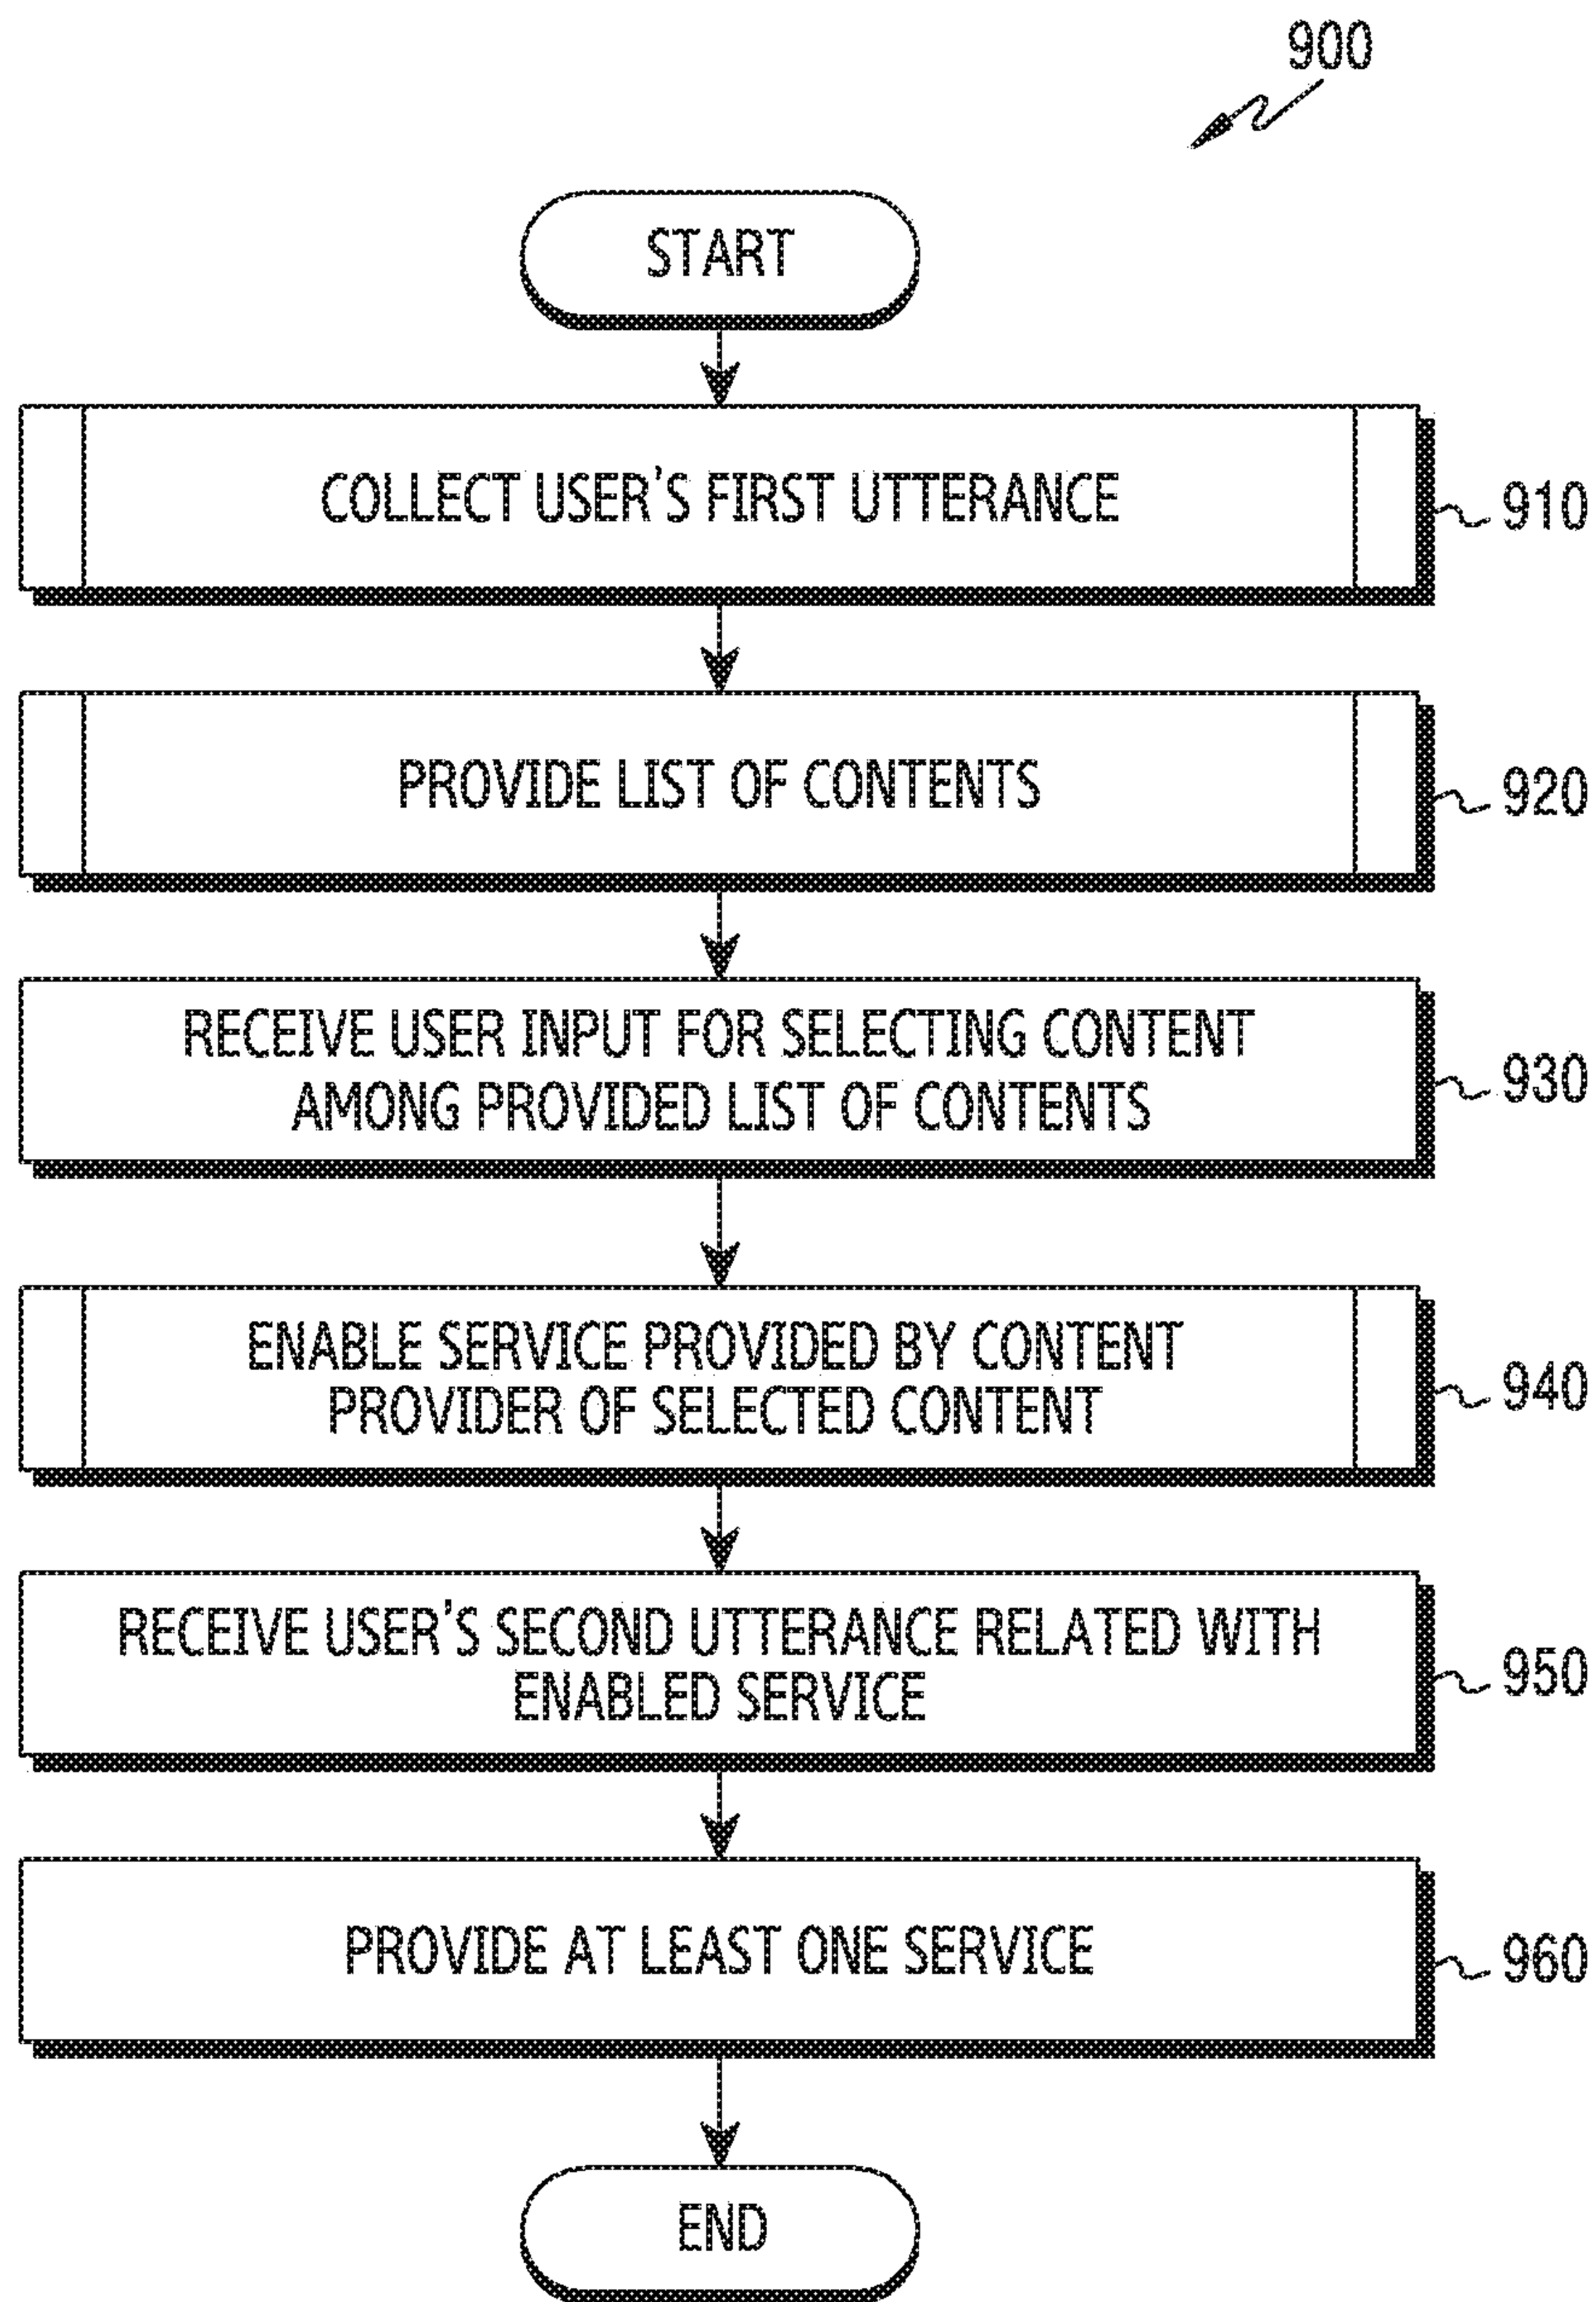 900
START
COLLECT USER'S FIRST UTTERANCE
910
PROVIDE LIST OF CONTENTS
920
RECEIVE USER INPUT FOR SELECTING CONTENT
AMONG PROVIDED LIST OF CONTENTS
930
ENABLE SERVICE PROVIDED BY CONTENT
PROVIDER OF SELECTED CONTENT
940
RECEIVE USER'S SECOND UTTERANCE RELATED WITH
ENABLED SERVICE
950
PROVIDE AT LEAST ONE SERVICE
960
END